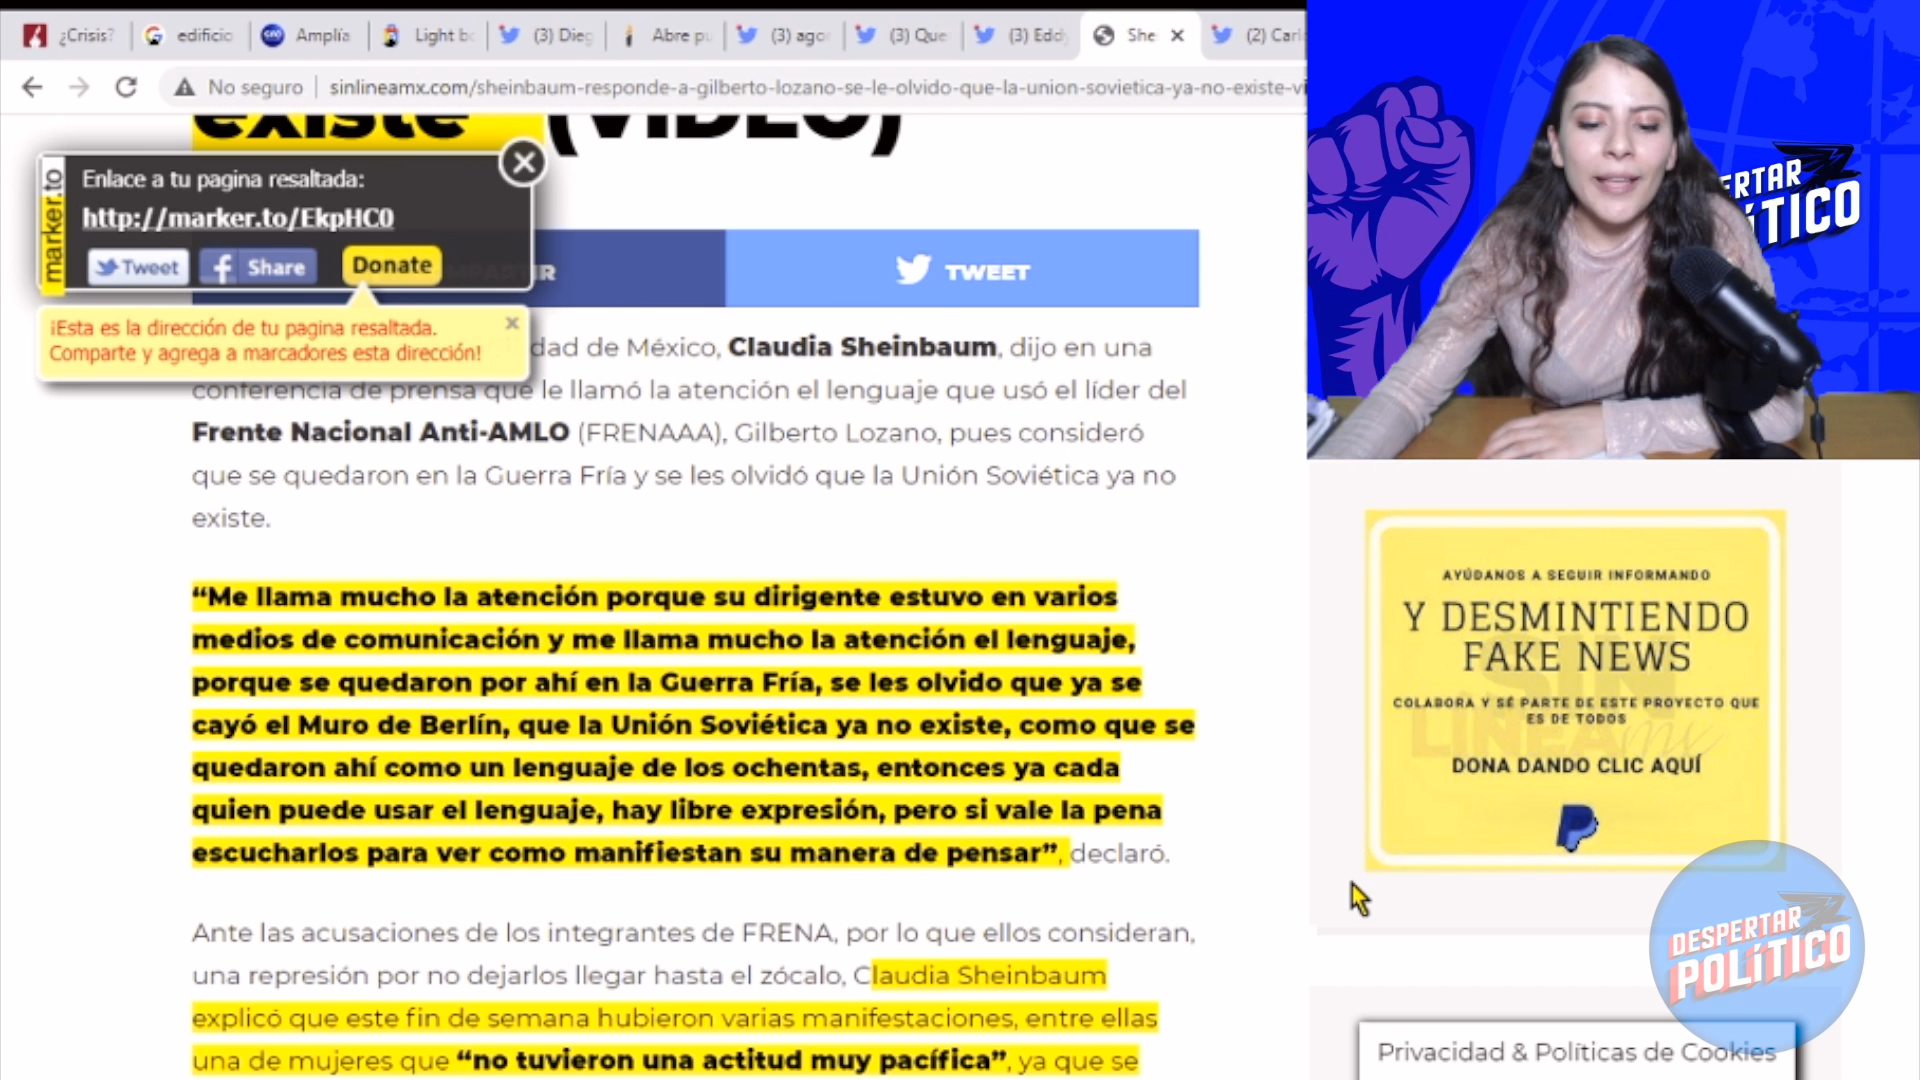 ¿Crisis?
edificio
Amplía
Light b
(3) Dieg
Abre p
(3) ago
(3) Que
(3) Edd
She
(2) Carl
No seguro
sinlineamx.com/sheinbaum-responde-a-gilberto-lozano-se-le-olvido-que-la-union-sovietica-ya-no-existe-vi
existe" (VIDEO)
marker.to
Enlace a tu pagina resaltada:
http://marker.to/EkpHC0
Tweet
Share
Donate
TWEET
¡Esta es la dirección de tu pagina resaltada.
Comparte y agrega a marcadores esta dirección!
dad de México, Claudia Sheinbaum, dijo en una
conferencia de prensa que le llamó la atención el lenguaje que usó el líder del
Frente Nacional Anti-AMLO (FRENAAA), Gilberto Lozano, pues consideró
que se quedaron en la Guerra Fría y se les olvidó que la Unión Soviética ya no
existe.
“Me llama mucho la atención porque su dirigente estuvo en varios
medios de comunicación y me llama mucho la atención el lenguaje,
porque se quedaron por ahí en la Guerra Fría, se les olvido que ya se
cayó el Muro de Berlín, que la Unión Soviética ya no existe, como que se
quedaron ahí como un lenguaje de los ochentas, entonces ya cada
quien puede usar el lenguaje, hay libre expresión, pero si vale la pena
escucharlos para ver como manifiestan su manera de pensar”, declaró.
Ante las acusaciones de los integrantes de FRENA, por lo que ellos consideran,
una represión por no dejarlos llegar hasta el zócalo, Claudia Sheinbaum
explicó que este fin de semana hubieron varias manifestaciones, entre ellas
una de mujeres que “no tuvieron una actitud muy pacífica”, ya que se
ERTAR
ÍTICO
AYÚDANOS A SEGUIR INFORMANDO
Y DESMINTIENDO
FAKE NEWS
COLABORA Y SÉ PARTE DE ESTE PROYECTO QUE
ES DE TODOS
SIN
LINEAmx
DONA DANDO CLIC AQUÍ
DESPERTAR
POLÍTICO
Privacidad & Políticas de Cookies